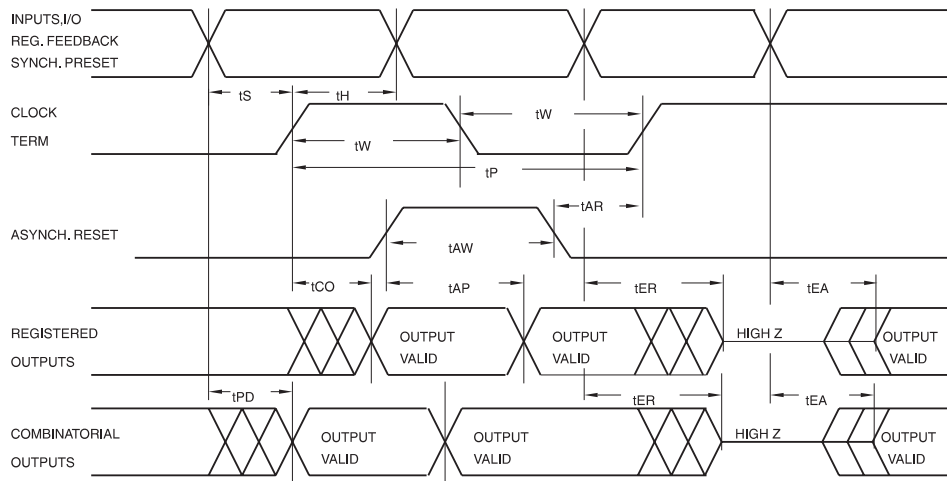 INPUTS,I/O
REG. FEEDBACK
SYNCH. PRESET
tS
tH
CLOCK
TERM
tW
tW
tP
ASYNCH. RESET
tAR
tAW
tCO
tAP
tER
tEA
REGISTERED
OUTPUTS
OUTPUT
VALID
OUTPUT
VALID
HIGH Z
OUTPUT
VALID
tPD
tER
tEA
COMBINATORIAL
OUTPUTS
OUTPUT
VALID
OUTPUT
VALID
HIGH Z
OUTPUT
VALID